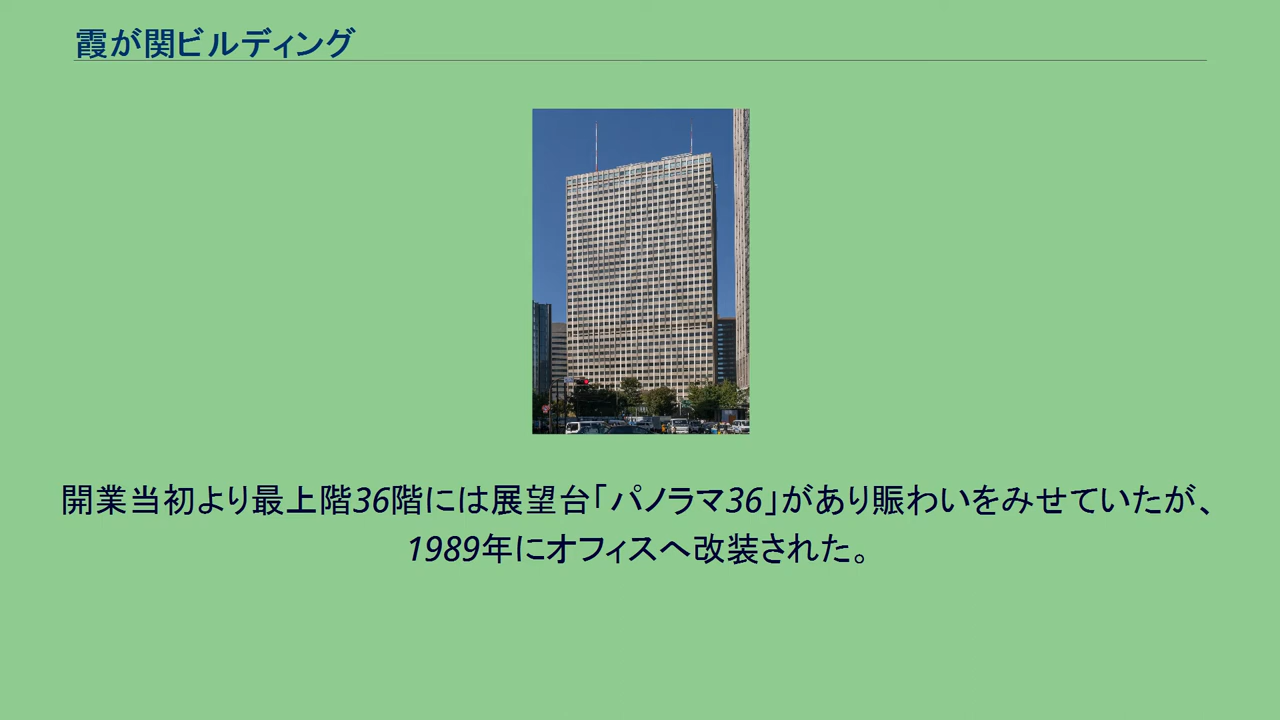 霞が関ビルディング
開業当初より最上階36階には展望台「パノラマ36」があり賑わいをみせていたが、
1989年にオフィスへ改装された。